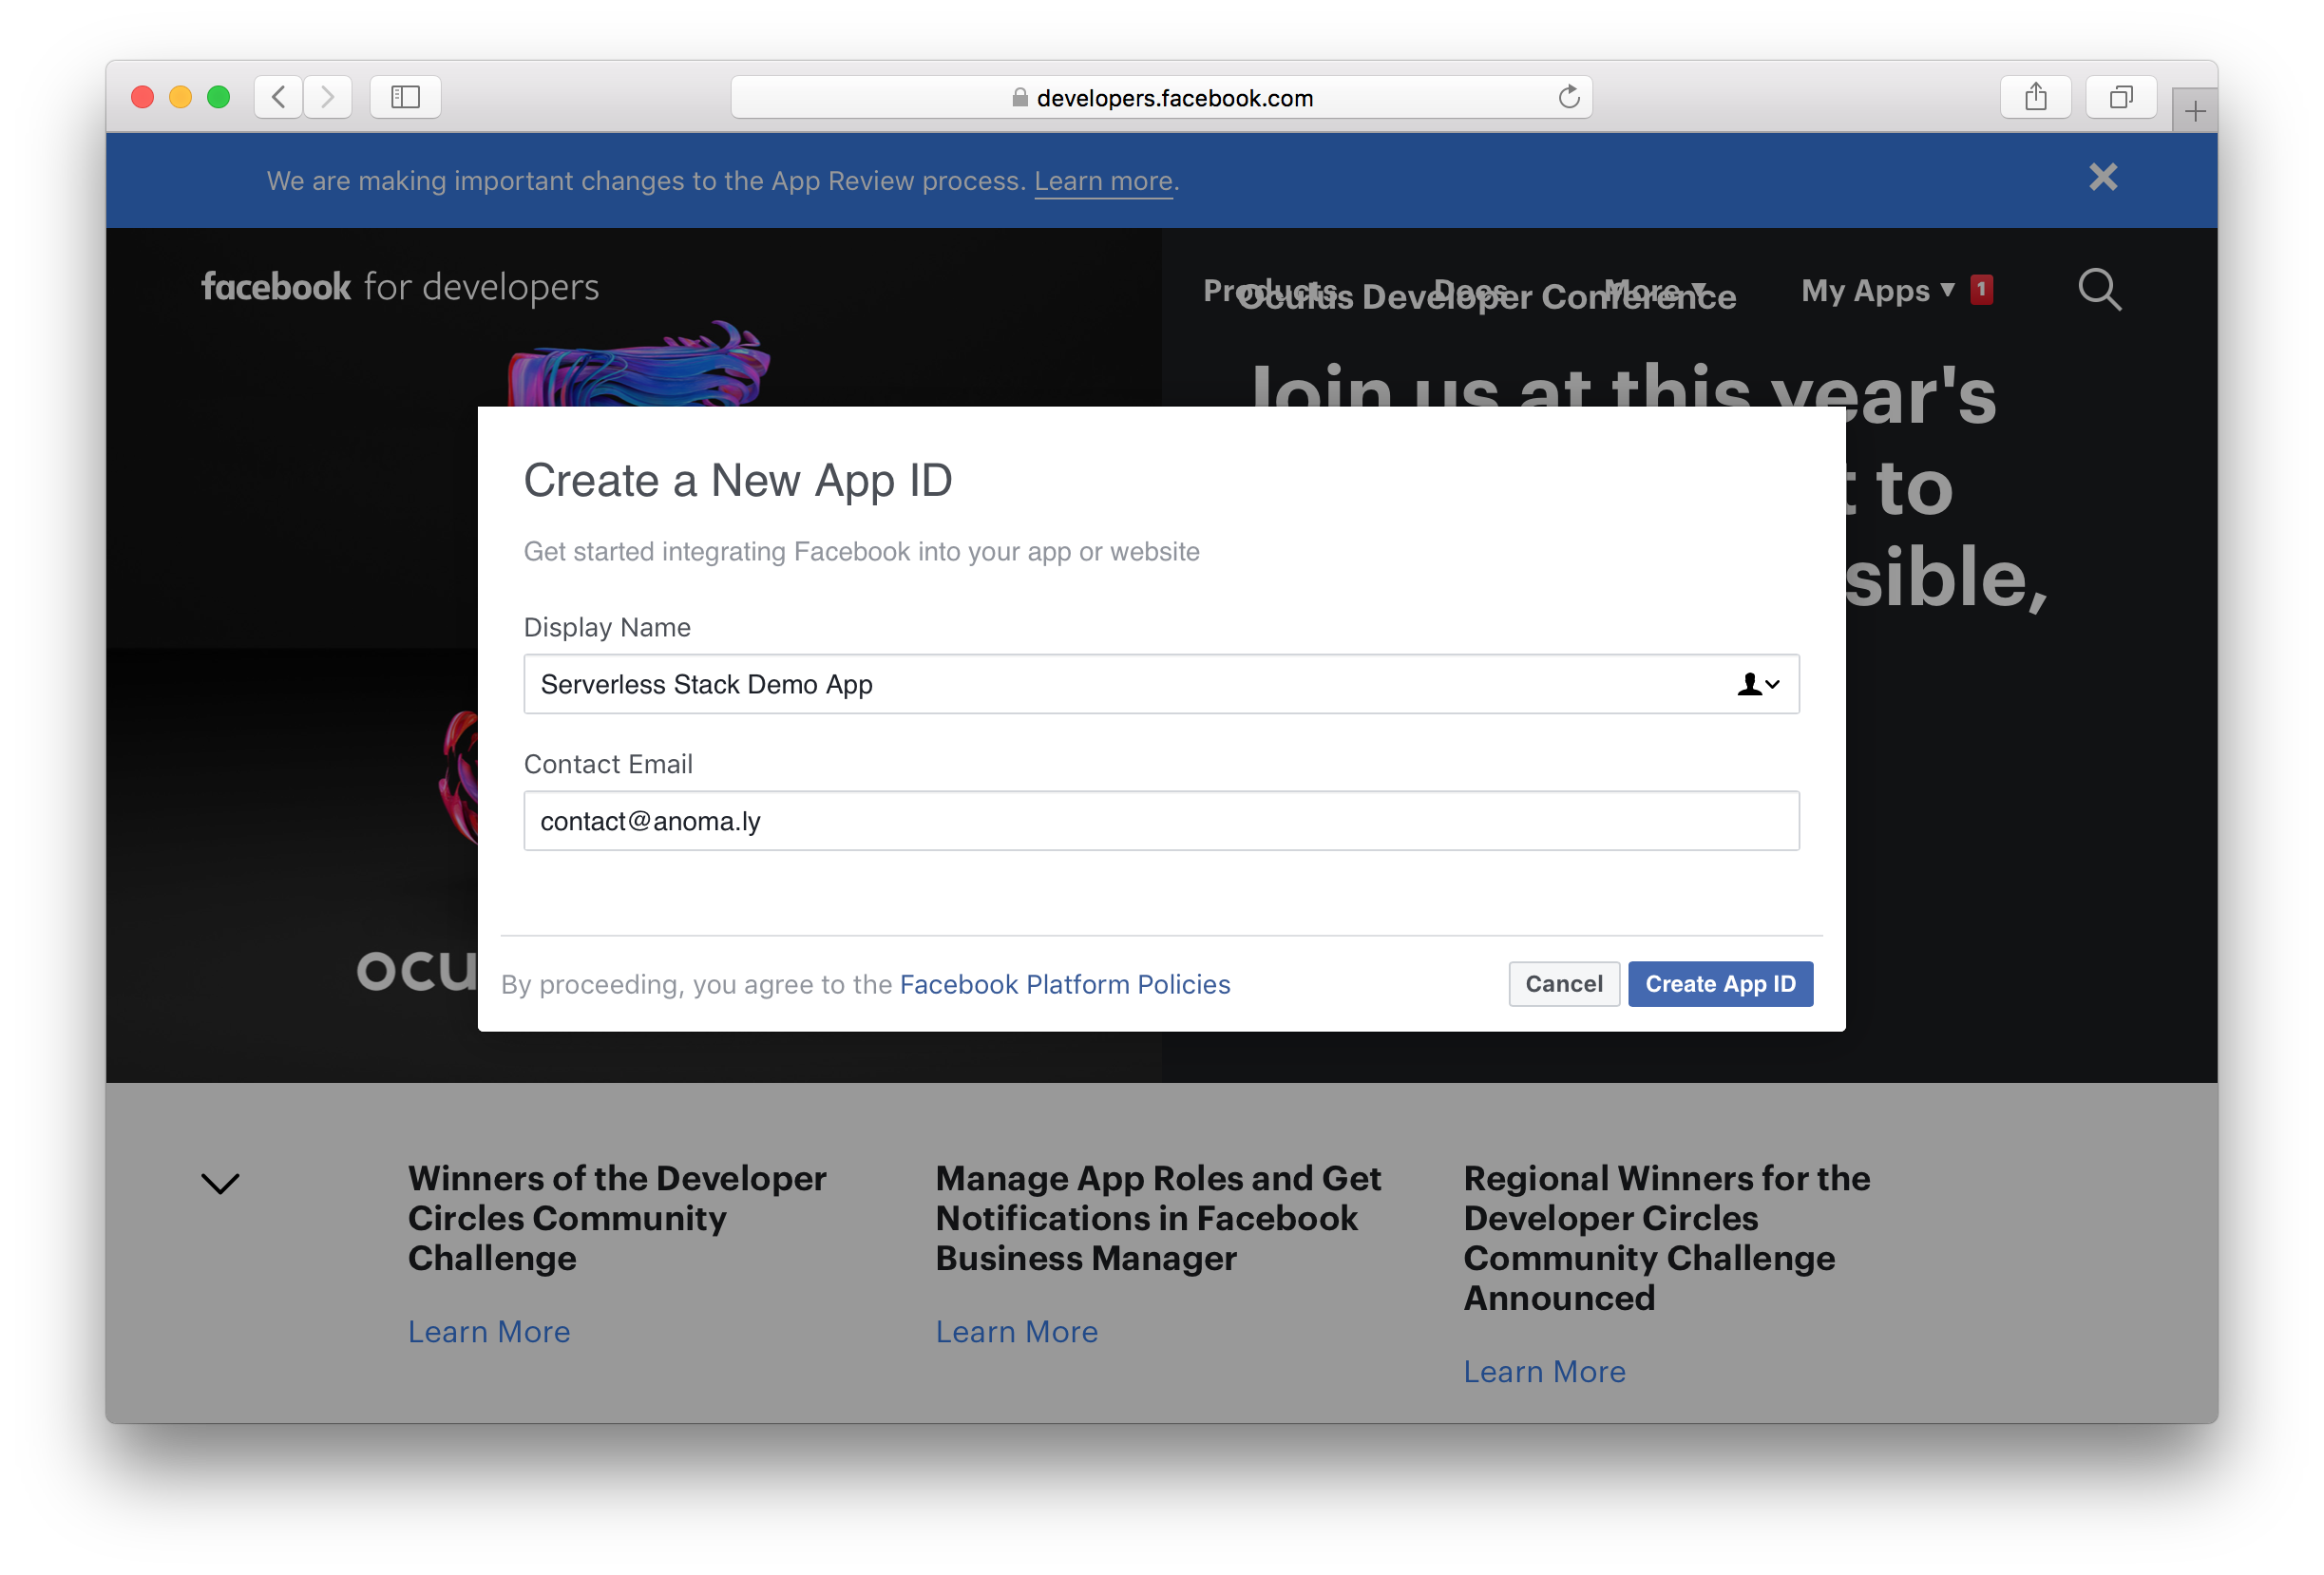 developers.facebook.com
We are making important changes to the App Review process. Learn more.
facebook for developers
Products Docs More ▾ My Apps ▾ 1
Oculus Developer Conference
Join us at this year's
to
Create a New App ID
Get started integrating Facebook into your app or website
Display Name
Serverless Stack Demo App
Contact Email
contact@anoma.ly
By proceeding, you agree to the Facebook Platform Policies
Cancel
Create App ID
Winners of the Developer
Circles Community
Challenge
Learn More
Manage App Roles and Get
Notifications in Facebook
Business Manager
Learn More
Regional Winners for the
Developer Circles
Community Challenge
Announced
Learn More